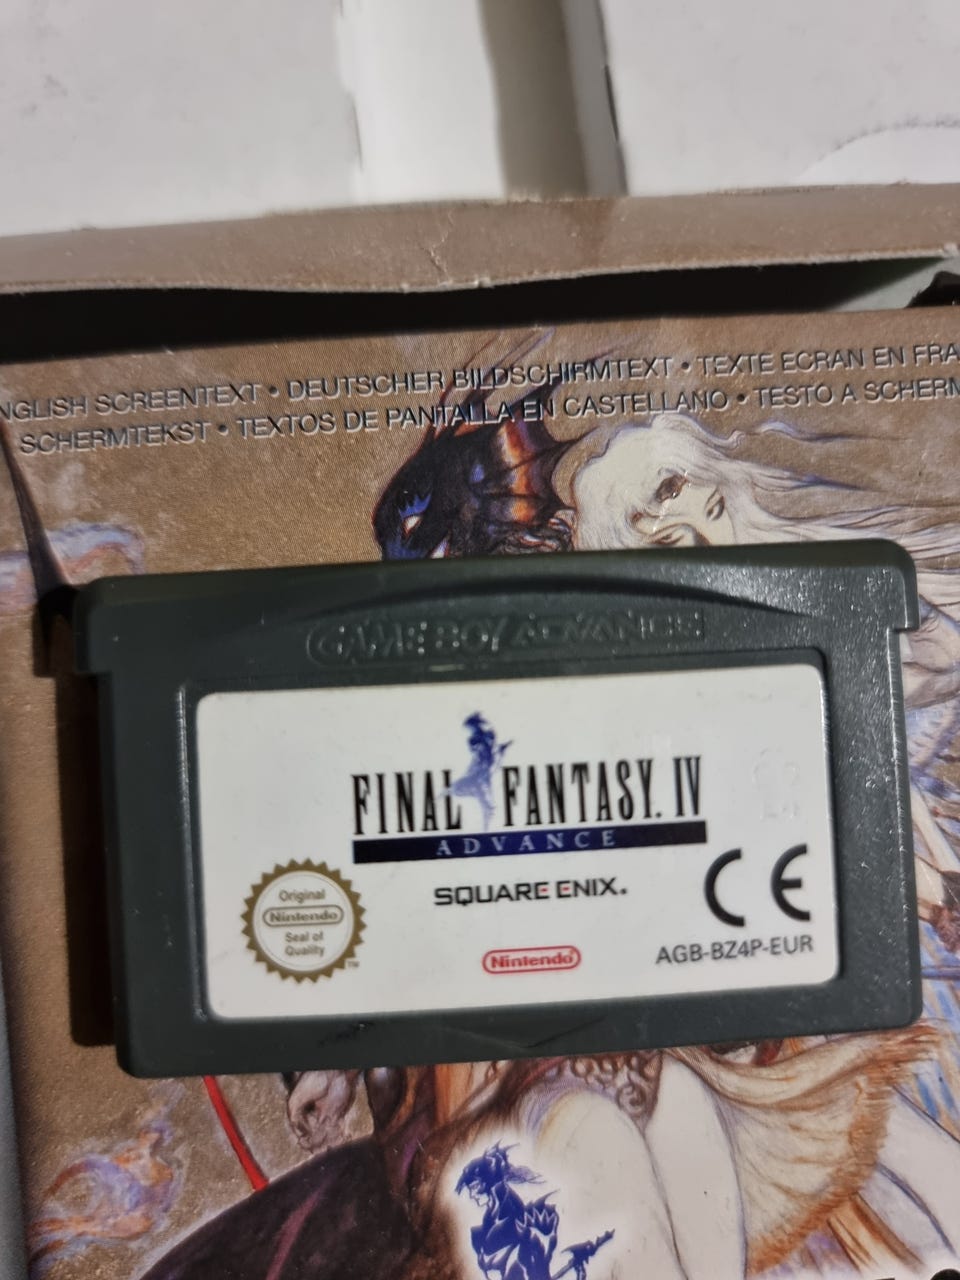 NGLISH SCREENTEXT • DEUTSCHER BILDSCHIRMTEXT • TEXTE ECRAN EN FRA
SCHERMTEKST • TEXTOS DE PANTALLA EN CASTELLANO • TESTO A SCHERM
GAME BOY ADVANCE
FINAL FANTASY. IV
ADVANCE
SQUARE ENIX.
Original
Nintendo
Seal of
Quality
TM
Nintendo
CE
AGB-BZ4P-EUR